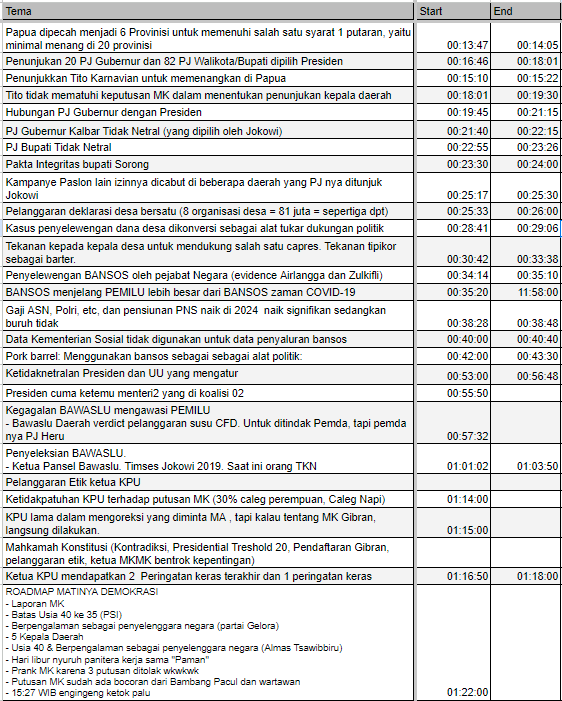 Tema Start End
Papua dipecah menjadi 6 Provinisi untuk memenuhi salah satu syarat 1 putaran, yaitu
minimal menang di 20 provinisi 00:13:47 00:14:05
Penunjukan 20 PJ Gubernur dan 82 PJ Walikota/Bupati dipilih Presiden 00:16:46 00:18:01
Penunjukkan Tito Karnavian untuk memenangkan di Papua 00:15:10 00:15:22
Tito tidak mematuhi keputusan MK dalam menentukan penunjukan kepala daerah 00:18:01 00:19:30
Hubungan PJ Gubernur dengan Presiden 00:19:45 00:21:15
PJ Gubernur Kalbar Tidak Netral (yang dipilih oleh Jokowi) 00:21:40 00:22:15
PJ Bupati Tidak Netral 00:22:55 00:23:26
Pakta Integritas bupati Sorong 00:23:30 00:24:00
Kampanye Paslon lain izinnya dicabut di beberapa daerah yang PJ nya ditunjuk
Jokowi 00:25:17 00:25:30
Pelanggaran deklarasi desa bersatu (8 organisasi desa = 81 juta = sepertiga dpt) 00:25:33 00:26:00
Kasus penyelewengan dana desa dikonversi sebagai alat tukar dukungan politik 00:28:41 00:29:06
Tekanan kepada kepala desa untuk mendukung salah satu capres. Tekanan tipikor
sebagai barter. 00:30:42 00:33:38
Penyelewengan BANSOS oleh pejabat Negara (evidence Airlangga dan Zulkifli) 00:34:14 00:35:10
BANSOS menjelang PEMILU lebih besar dari BANSOS zaman COVID-19 00:35:20 11:58:00
Gaji ASN, Polri, etc, dan pensiunan PNS naik di 2024 naik signifikan sedangkan
buruh tidak 00:38:28 00:38:48
Data Kementerian Sosial tidak digunakan untuk data penyaluran bansos 00:40:00 00:40:40
Pork barrel: Menggunakan bansos sebagai sebagai alat politik: 00:42:00 00:43:30
Ketidaknetralan Presiden dan UU yang mengatur 00:53:00 00:56:48
Presiden cuma ketemu menteri2 yang di koalisi 02 00:55:50
Kegagalan BAWASLU mengawasi PEMILU
- Bawaslu Daerah verdict pelanggaran susu CFD. Untuk ditindak Pemda, tapi pemda
nya PJ Heru 00:57:32
Penyeleksian BAWASLU.
- Ketua Pansel Bawaslu. Timses Jokowi 2019. Saat ini orang TKN 01:01:02 01:03:50
Pelanggaran Etik ketua KPU
Ketidakpatuhan KPU terhadap putusan MK (30% caleg perempuan, Caleg Napi) 01:14:00
KPU lama dalam mengoreksi yang diminta MA , tapi kalau tentang MK Gibran,
langsung dilakukan. 01:15:00
Mahkamah Konstitusi (Kontradiksi, Presidential Treshold 20, Pendaftaran Gibran,
pelanggaran etik, ketua MKMK bentrok kepentingan)
Ketua KPU mendapatkan 2 Peringatan keras terakhir dan 1 peringatan keras 01:16:50 01:18:00
ROADMAP MATINYA DEMOKRASI
- Laporan MK
- Batas Usia 40 ke 35 (PSI)
- Berpengalaman sebagai penyelenggara negara (partai Gelora)
- 5 Kepala Daerah
- Usia 40 & Berpengalaman sebagai penyelenggara negara (Almas Tsawibbiru)
- Hari libur nyuruh panitera kerja sama "Paman"
- Prank MK karena 3 putusan ditolak wkwkwk
- Putusan MK sudah ada bocoran dari Bambang Pacul dan wartawan
- 15:27 WIB engingeng ketok palu 01:22:00